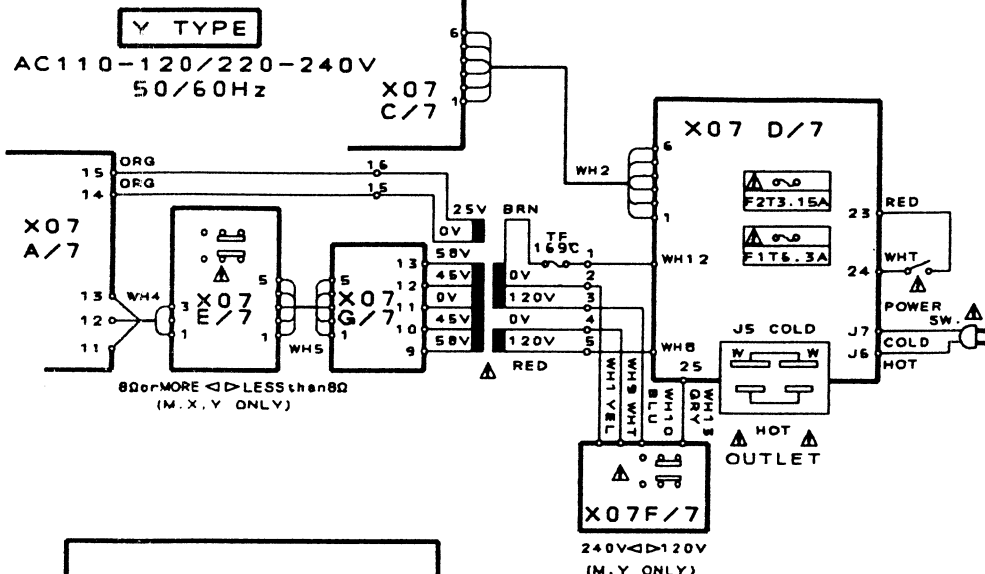 Y TYPE
AC110-120/220-240V
50/60Hz
6
X07
C/7
1
X07 D/7
6
WH2
1
F2T3.15A
F1T6.3A
23 RED
24 WHT
POWER
SW.
J7
COLD
J6
HOT
15 ORG 16
14 ORG 15
X07
A/7
13
12
11
WH4
3
1
X07
E/7
5
1
WH5
5
1
X07
G/7
13
12
11
10
9
25V
0V
58V
45V
0V
45V
58V
BRN
TF
169℃
0V
120V
0V
120V
RED
1
2
3
4
5
WH12
WH8
25
8ΩorMORE ◁ ▷ LESSthan8Ω
(M.X.Y ONLY)
WH1 YEL
WH9 WHT
BLU
WH10
GRY
WH13
J5 COLD
W W
HOT
OUTLET
X07F/7
240V◁▷120V
(M.Y ONLY)